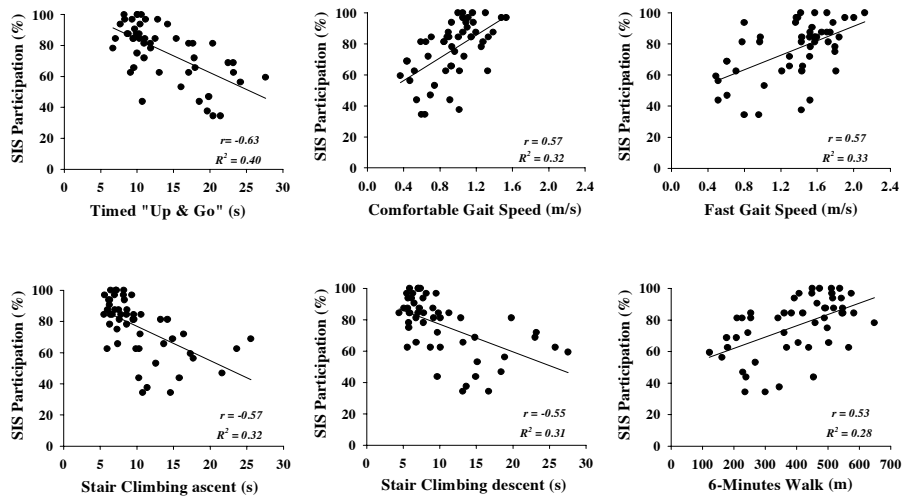 100
80
60
40
20
0
SIS Participation (%)
r= -0.63
R² = 0.40
0 5 10 15 20 25 30
Timed "Up & Go" (s)
100
80
60
40
20
0
SIS Participation (%)
r = 0.57
R² = 0.32
0.0 0.4 0.8 1.2 1.6 2.0 2.4
Comfortable Gait Speed (m/s)
100
80
60
40
20
0
SIS Participation (%)
r = 0.57
R² = 0.33
0.0 0.4 0.8 1.2 1.6 2.0 2.4
Fast Gait Speed (m/s)
100
80
60
40
20
0
SIS Participation (%)
r = -0.57
R² = 0.32
0 5 10 15 20 25 30
Stair Climbing ascent (s)
100
80
60
40
20
0
SIS Participation (%)
r = -0.55
R² = 0.31
0 5 10 15 20 25 30
Stair Climbing descent (s)
100
80
60
40
20
0
SIS Participation (%)
r = 0.53
R² = 0.28
0 100 200 300 400 500 600 700
6-Minutes Walk (m)